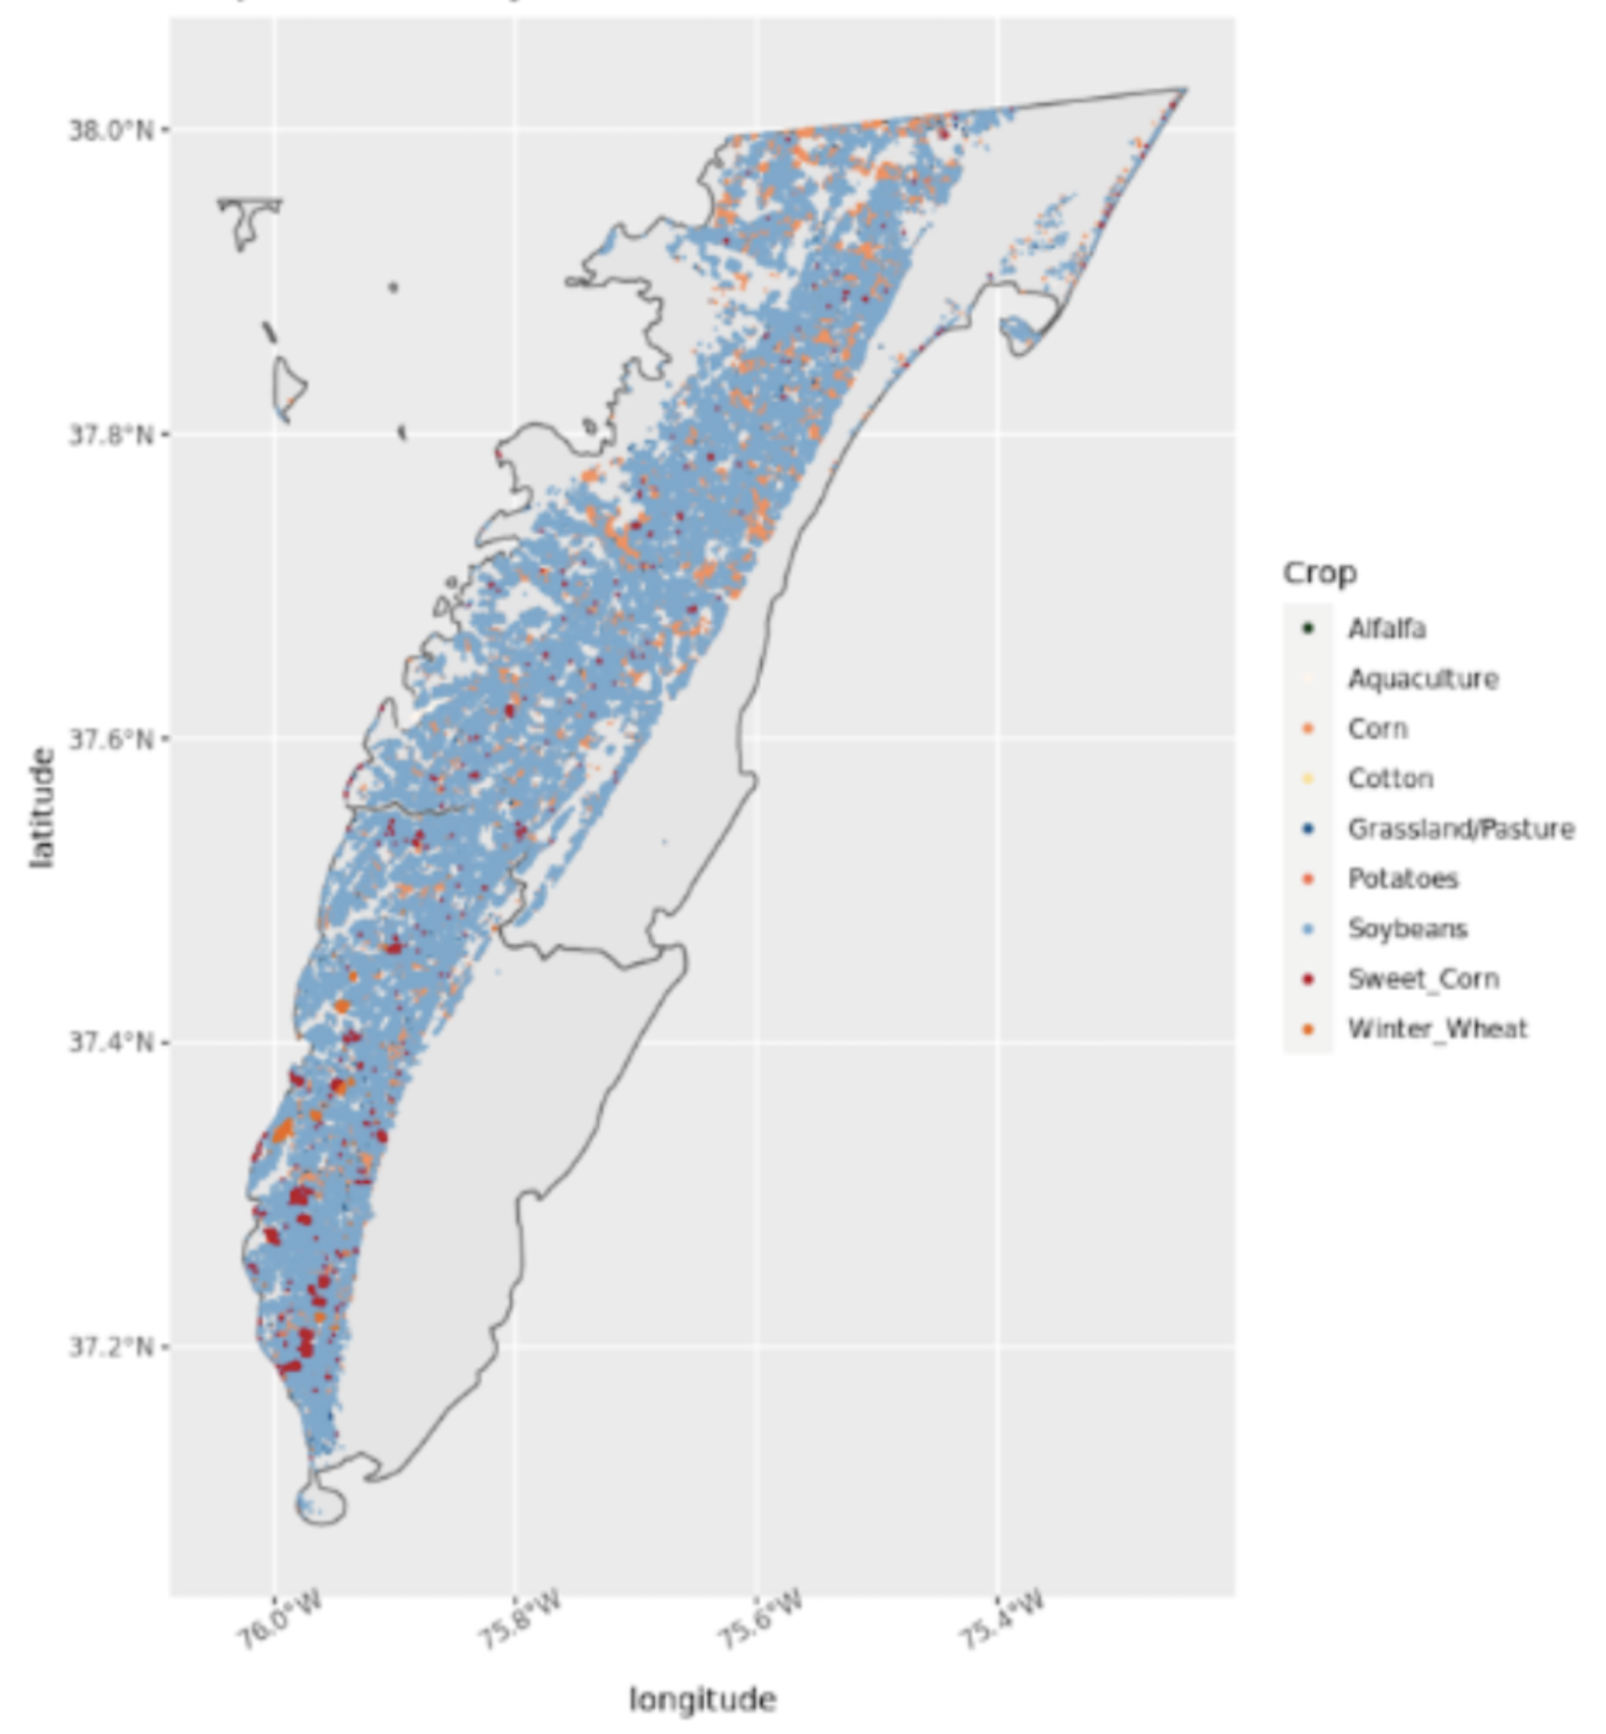 38.0°N
37.8°N
37.6°N
37.4°N
37.2°N
latitude
76.0°W
75.8°W
75.6°W
75.4°W
longitude
Crop
Alfalfa
Aquaculture
Corn
Cotton
Grassland/Pasture
Potatoes
Soybeans
Sweet_Corn
Winter_Wheat